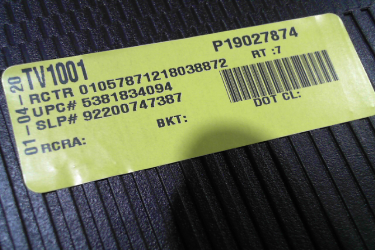 P19027874
TV1001
RT :7
RCTR 01057871218038872
UPC# 5381834094
SLP# 92200747387
BKT:
DOT CL:
RCRA:
01-04-20